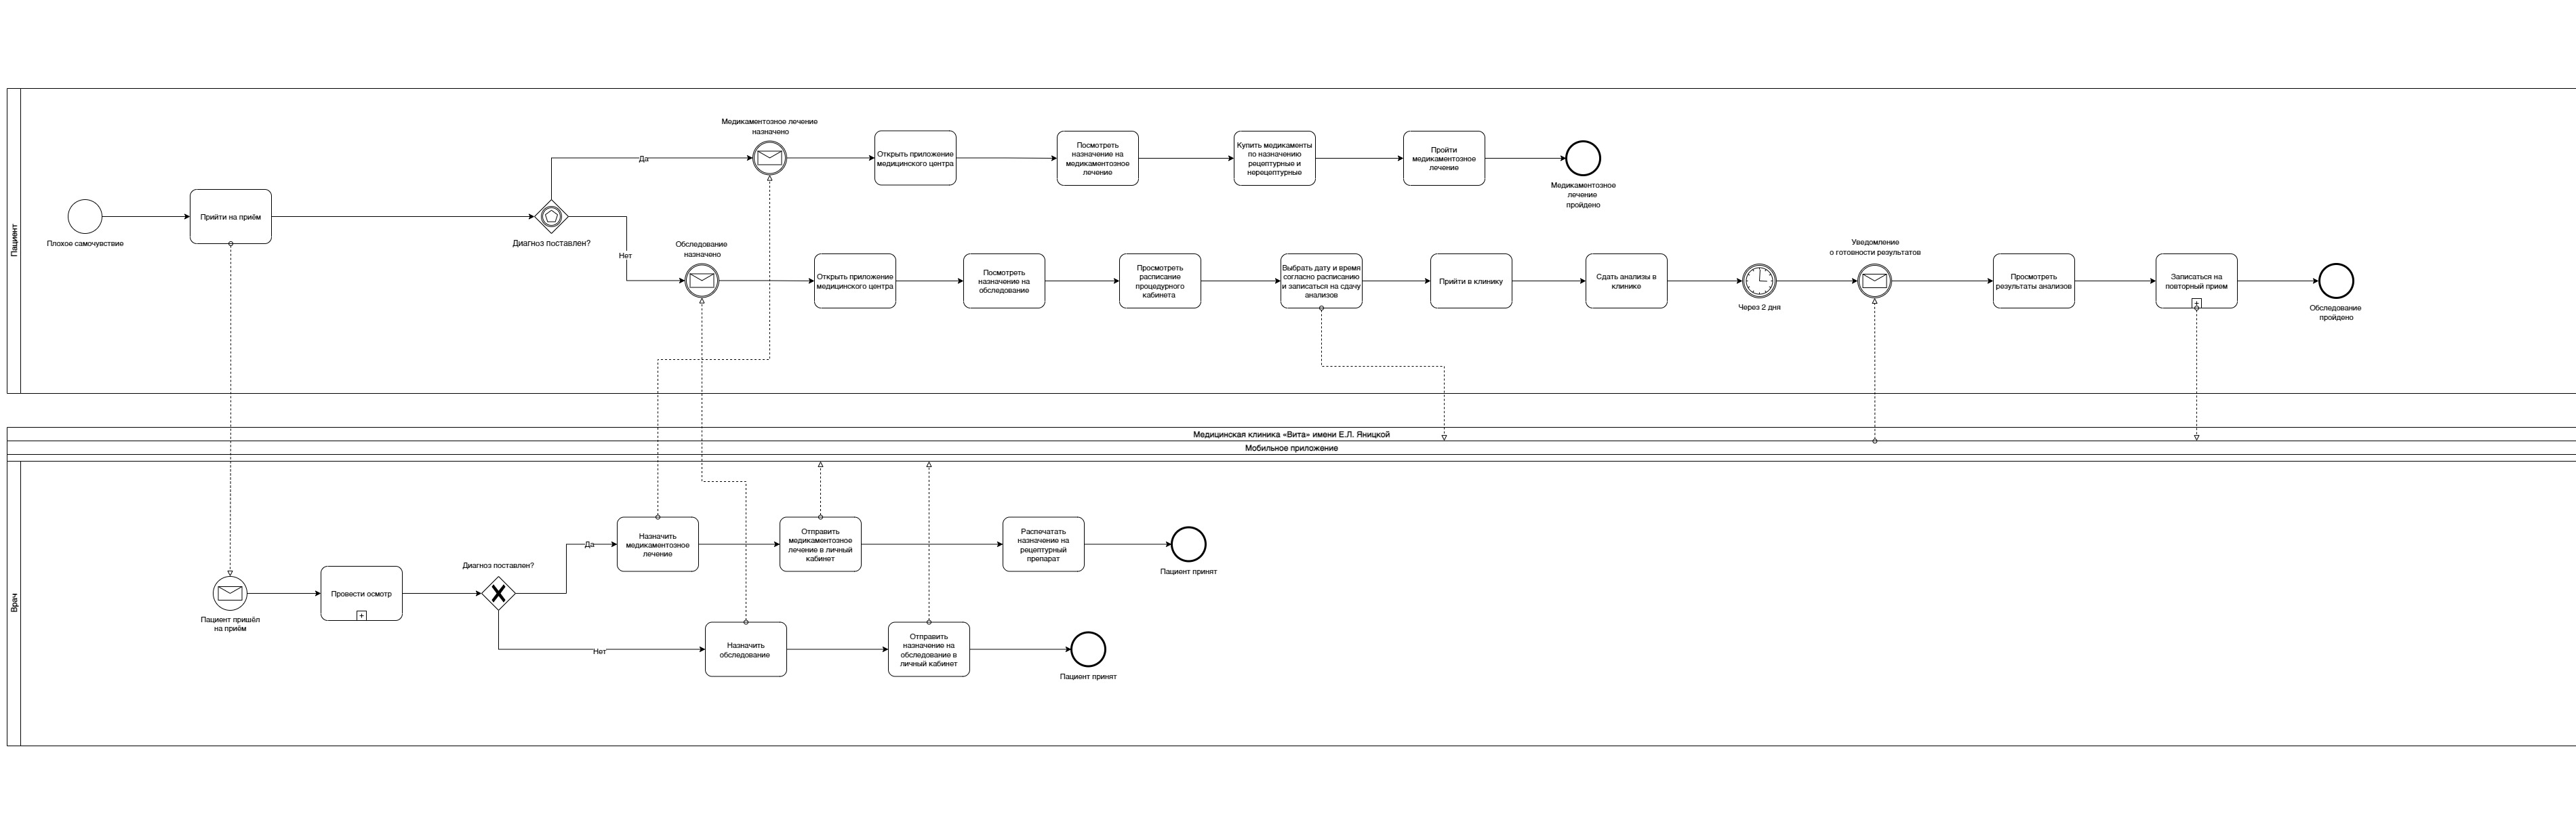 Пациент
Плохое самочувствие
Прийти на приём
Диагноз поставлен?
Да
Нет
Медикаментозное лечение
назначено
Открыть приложение
медицинского центра
Посмотреть
назначение на
медикаментозное
лечение
Купить медикаменты
по назначению
рецептурные и
нерецептурные
Пройти
медикаментозное
лечение
Медикаментозное
лечение
пройдено
Обследование
назначено
Открыть приложение
медицинского центра
Посмотреть
назначение на
обследование
Просмотреть
расписание
процедурного
кабинета
Выбрать дату и время
согласно расписанию
и записаться на сдачу
анализов
Прийти в клинику
Сдать анализы в
клинике
Через 2 дня
Уведомление
о готовности результатов
Просмотреть
результаты анализов
Записаться на
повторный прием
Обследование
пройдено
Медицинская клиника «Вита» имени Е.Л. Яницкой
Мобильное приложение
Врач
Пациент пришёл
на приём
Провести осмотр
Диагноз поставлен?
Да
Нет
Назначить
медикаментозное
лечение
Отправить
медикаментозное
лечение в личный
кабинет
Распечатать
назначение на
рецептурный
препарат
Пациент принят
Назначить
обследование
Отправить
назначение на
обследование в
личный кабинет
Пациент принят